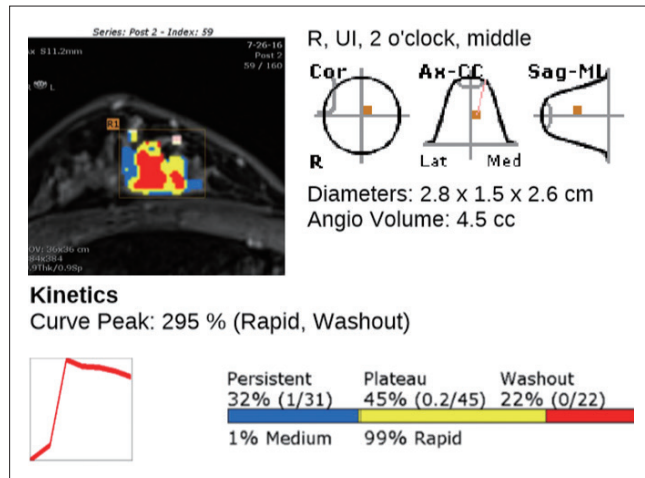 Series: Post 2 - Index: 59
Ax S11.2mm
7-26-16
Post 2
59 / 160
L
R1
R, UI, 2 o'clock, middle
Cor
Ax-CC
Sag-ML
R
Lat
Med
Diameters: 2.8 x 1.5 x 2.6 cm
Angio Volume: 4.5 cc
Kinetics
Curve Peak: 295 % (Rapid, Washout)
Persistent Plateau Washout
32% (1/31) 45% (0.2/45) 22% (0/22)
1% Medium 99% Rapid